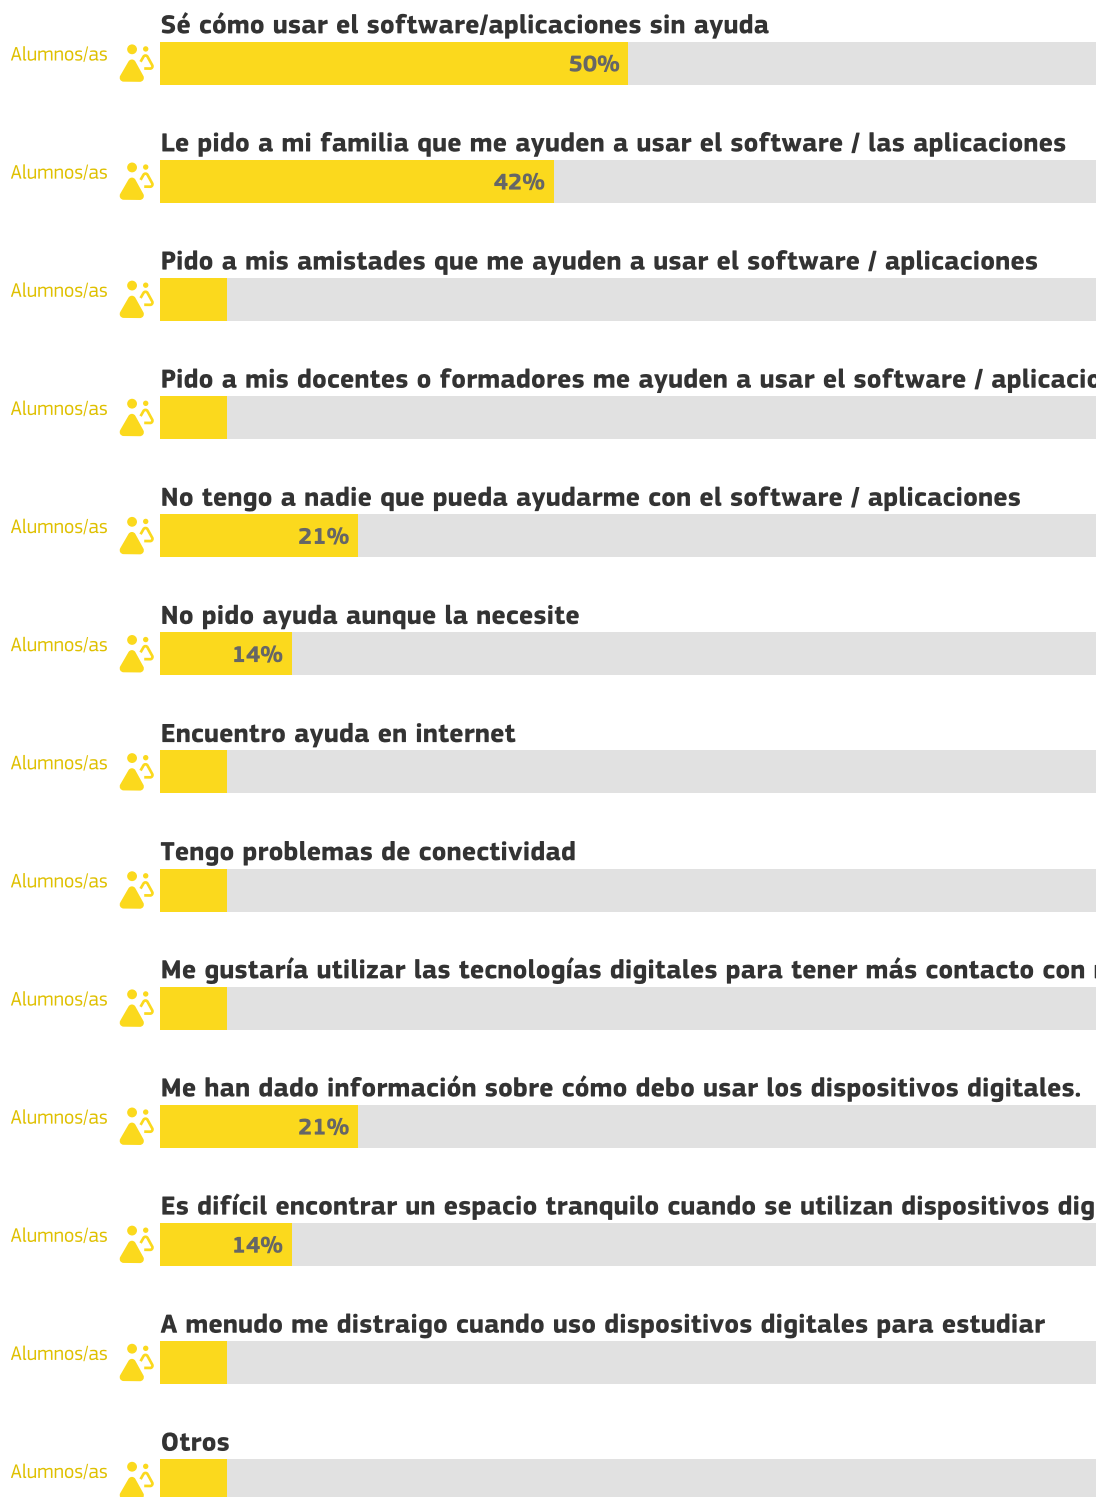 Sé cómo usar el software/aplicaciones sin ayuda
Alumnos/as
50%
Le pido a mi familia que me ayuden a usar el software / las aplicaciones
Alumnos/as
42%
Pido a mis amistades que me ayuden a usar el software / aplicaciones
Alumnos/as
Pido a mis docentes o formadores me ayuden a usar el software / aplicacio
Alumnos/as
No tengo a nadie que pueda ayudarme con el software / aplicaciones
Alumnos/as
21%
No pido ayuda aunque la necesite
Alumnos/as
14%
Encuentro ayuda en internet
Alumnos/as
Tengo problemas de conectividad
Alumnos/as
Me gustaría utilizar las tecnologías digitales para tener más contacto con
Alumnos/as
Me han dado información sobre cómo debo usar los dispositivos digitales.
Alumnos/as
21%
Es difícil encontrar un espacio tranquilo cuando se utilizan dispositivos dig
Alumnos/as
14%
A menudo me distraigo cuando uso dispositivos digitales para estudiar
Alumnos/as
Otros
Alumnos/as